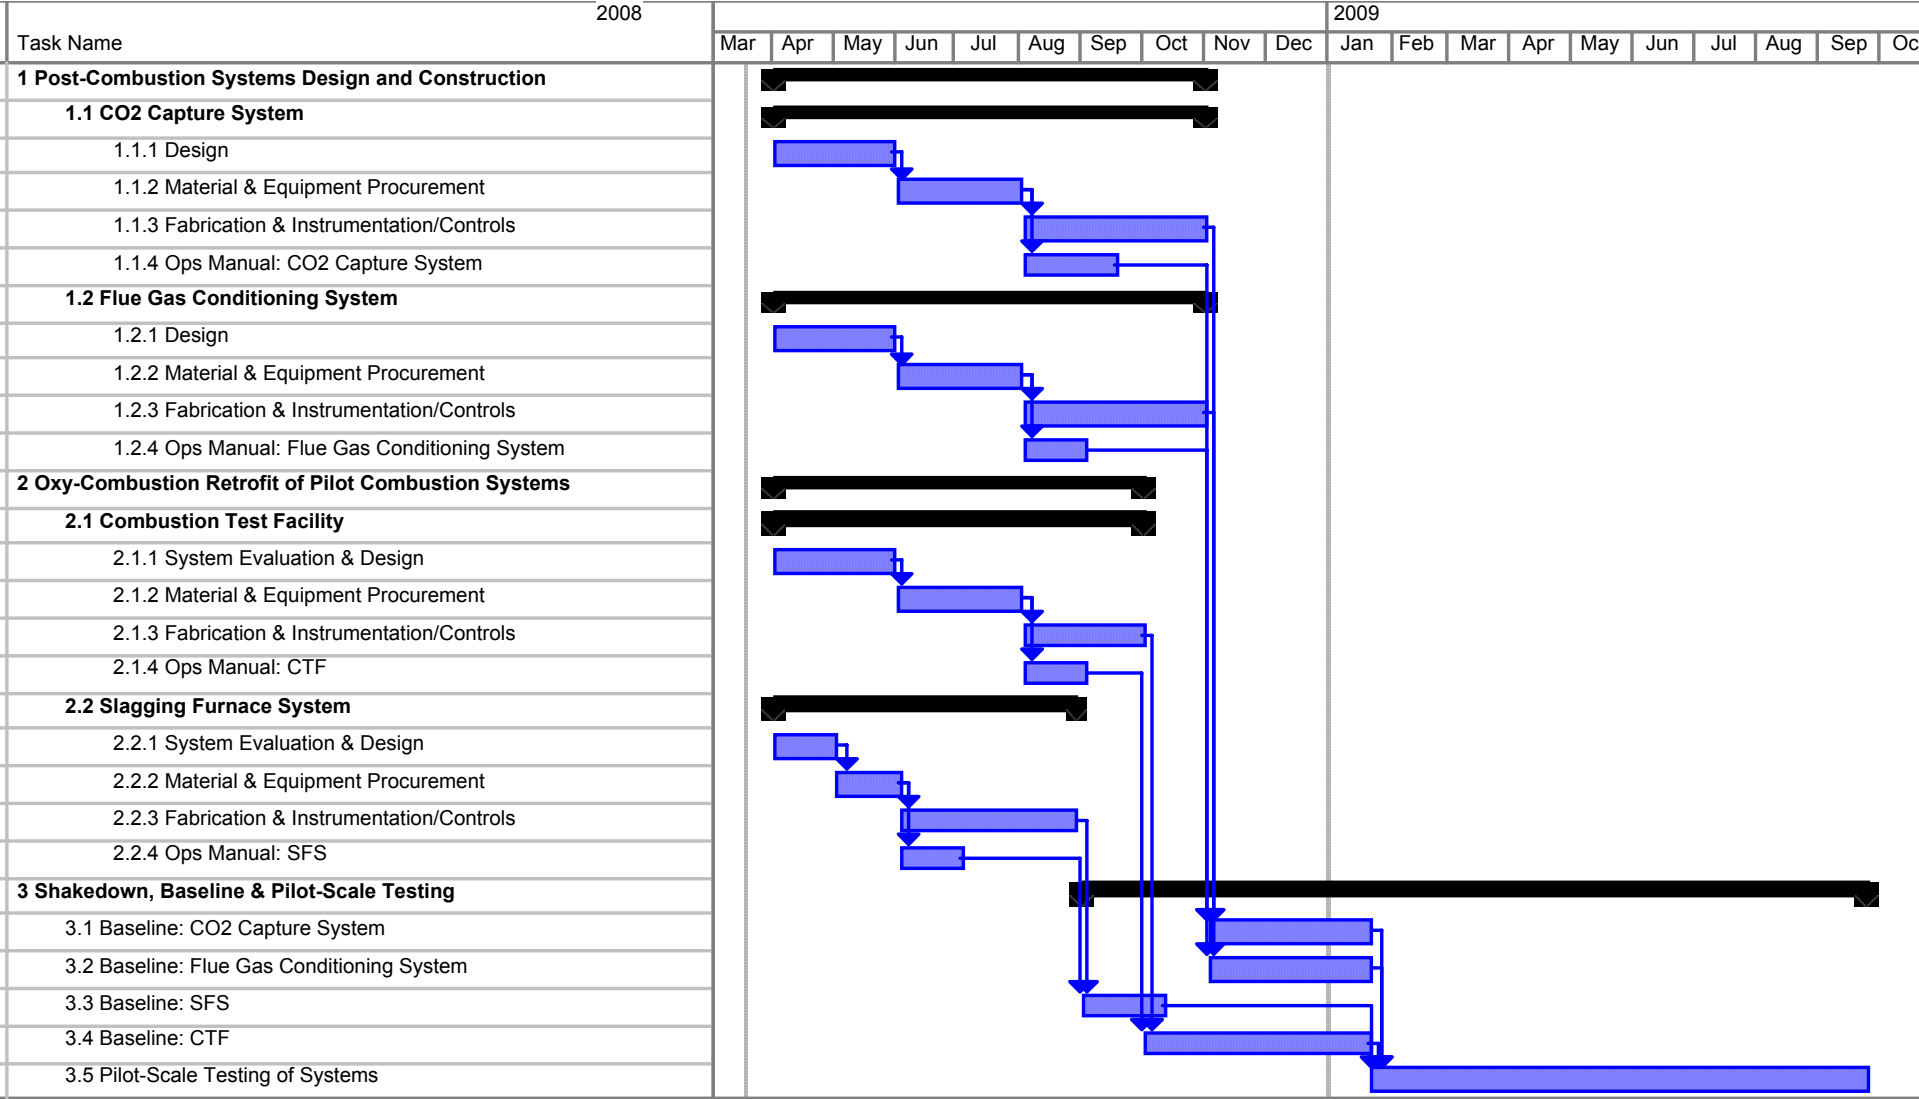 2008 2009
Task Name Mar Apr May Jun Jul Aug Sep Oct Nov Dec Jan Feb Mar Apr May Jun Jul Aug Sep Oc
1 Post-Combustion Systems Design and Construction
1.1 CO2 Capture System
1.1.1 Design
1.1.2 Material & Equipment Procurement
1.1.3 Fabrication & Instrumentation/Controls
1.1.4 Ops Manual: CO2 Capture System
1.2 Flue Gas Conditioning System
1.2.1 Design
1.2.2 Material & Equipment Procurement
1.2.3 Fabrication & Instrumentation/Controls
1.2.4 Ops Manual: Flue Gas Conditioning System
2 Oxy-Combustion Retrofit of Pilot Combustion Systems
2.1 Combustion Test Facility
2.1.1 System Evaluation & Design
2.1.2 Material & Equipment Procurement
2.1.3 Fabrication & Instrumentation/Controls
2.1.4 Ops Manual: CTF
2.2 Slagging Furnace System
2.2.1 System Evaluation & Design
2.2.2 Material & Equipment Procurement
2.2.3 Fabrication & Instrumentation/Controls
2.2.4 Ops Manual: SFS
3 Shakedown, Baseline & Pilot-Scale Testing
3.1 Baseline: CO2 Capture System
3.2 Baseline: Flue Gas Conditioning System
3.3 Baseline: SFS
3.4 Baseline: CTF
3.5 Pilot-Scale Testing of Systems